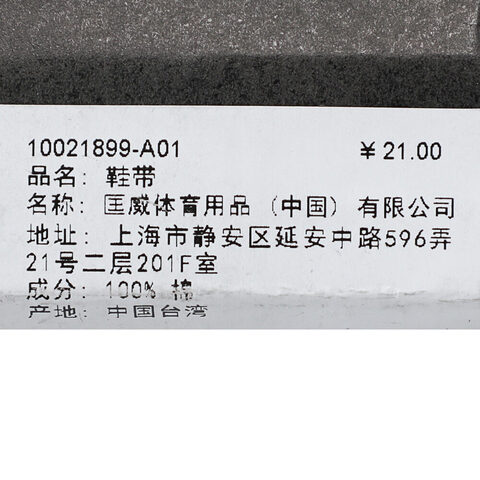 10021899-A01 ￥21.00
品名：鞋带
名称：匡威体育用品（中国）有限公司
地址：上海市静安区延安中路596弄
21号二层201F室
成分：100% 棉
产地：中国台湾